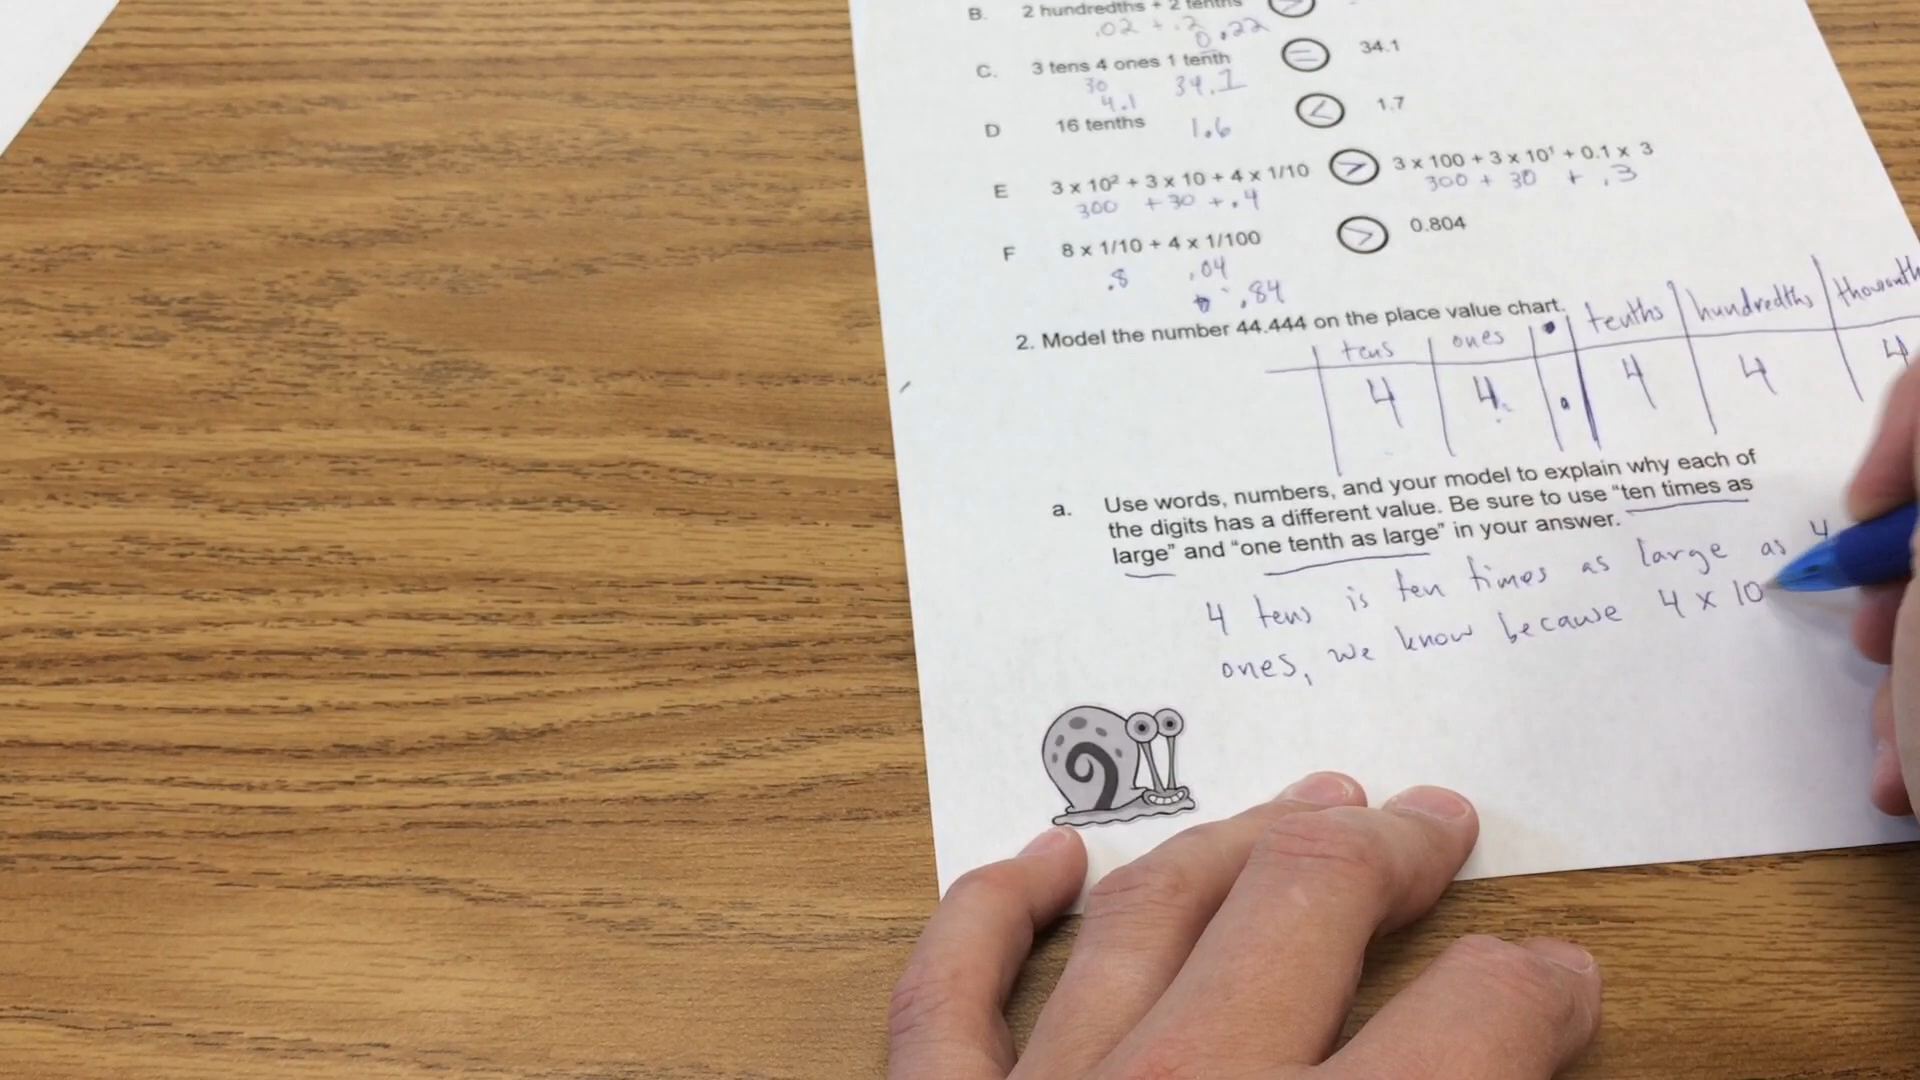 B. 2 hundredths + 2 tenths >
.02 + .2
0.22
C. 3 tens 4 ones 1 tenth = 34.1
30 34.1
4.1
D 16 tenths 1.6 < 1.7
E 3 x 10² + 3 x 10 + 4 x 1/10 > 3 x 100 + 3 x 10¹ + 0.1 x 3
300 + 30 + .4 300 + 30 + .3
F 8 x 1/10 + 4 x 1/100 > 0.804
.8 .04
.84
2. Model the number 44.444 on the place value chart.
tens ones . tenths hundredths
4 4 . 4 4 4
a. Use words, numbers, and your model to explain why each of
the digits has a different value. Be sure to use “ten times as
large” and “one tenth as large” in your answer.
4 tens is ten times as large as 4
ones, we know because 4 x 10